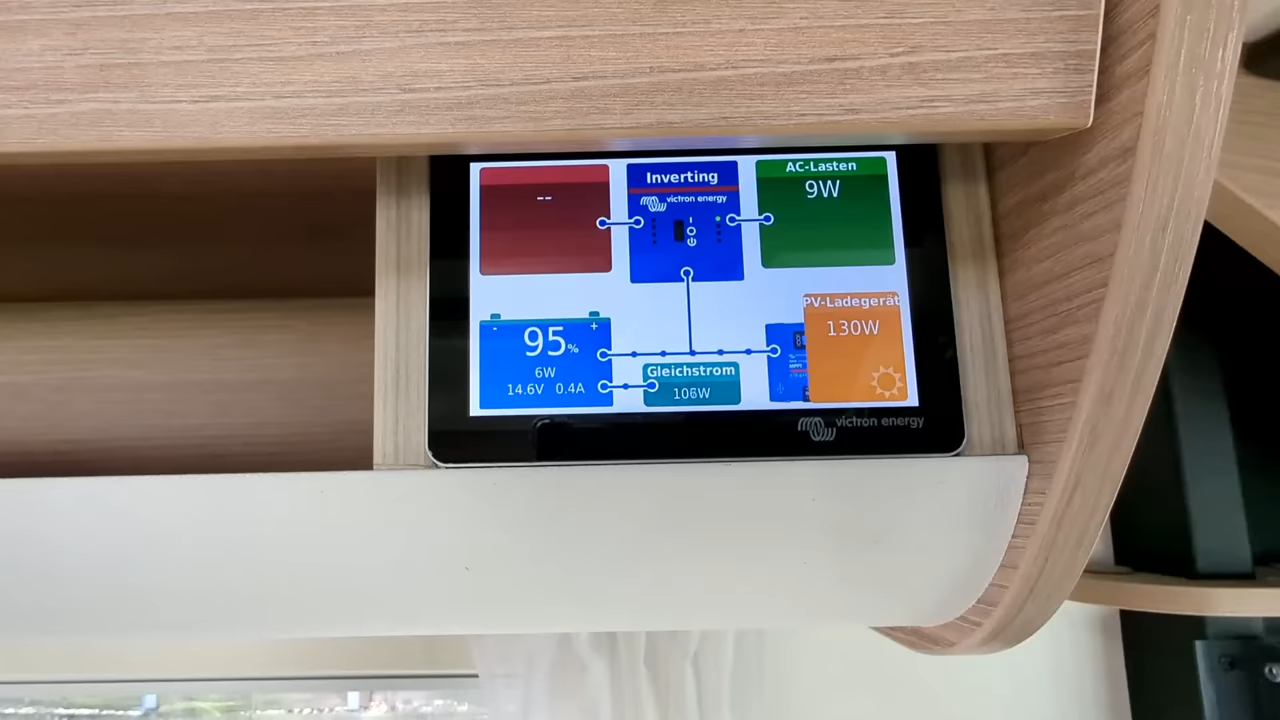 --
Inverting
victron energy
AC-Lasten
9W
95%
6W
14.6V 0.4A
Gleichstrom
106W
PV-Ladegerät
130W
victron energy